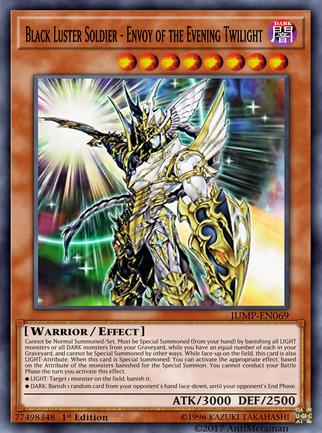 Black Luster Soldier - Envoy of the Evening Twilight
DARK
闇
JUMP-EN069
[WARRIOR / EFFECT]
Cannot be Normal Summoned/Set. Must be Special Summoned (from your hand) by banishing all LIGHT
monsters or all DARK monsters from your Graveyard, while you have an equal number of each in your
Graveyard, and cannot be Special Summoned by other ways. While face-up on the field, this card is also
LIGHT-Attribute. When this card is Special Summoned: You can activate the appropriate effect, based
on the Attribute of the monsters banished for the Special Summon. You cannot conduct your Battle
Phase the turn you activate this effect.
● LIGHT: Target 1 monster on the field; banish it.
● DARK: Banish 1 random card from your opponent's hand face-down, until your opponent's End Phase.
ATK/3000 DEF/2500
77498348 1st Edition ©1996 KAZUKI TAKAHASHI
©2017 AntiMetaman